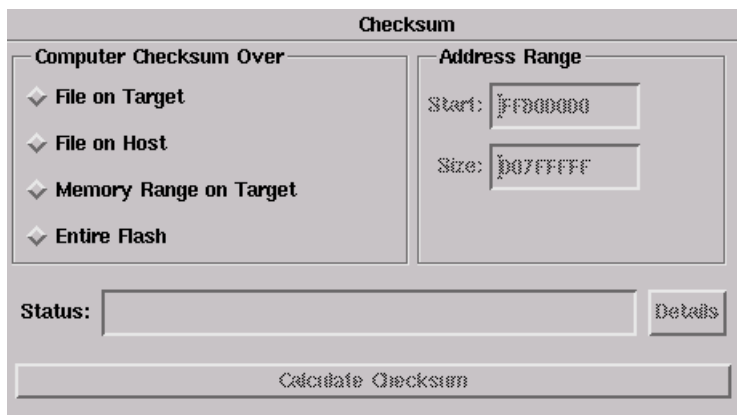 Checksum
Computer Checksum Over
File on Target
File on Host
Memory Range on Target
Entire Flash
Address Range
Start: FF800000
Size: 007FFFFF
Status:
Details
Calculate Checksum